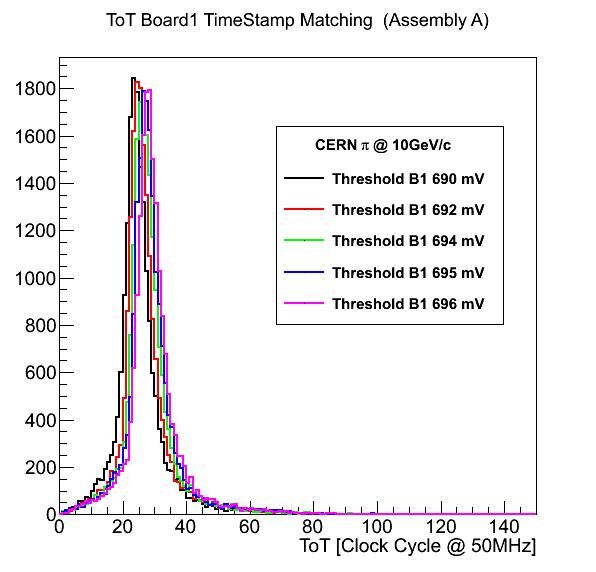 ToT Board1 TimeStamp Matching (Assembly A)
1800
1600
1400
1200
1000
800
600
400
200
0
CERN π @ 10GeV/c
Threshold B1 690 mV
Threshold B1 692 mV
Threshold B1 694 mV
Threshold B1 695 mV
Threshold B1 696 mV
0 20 40 60 80 100 120 140
ToT [Clock Cycle @ 50MHz]